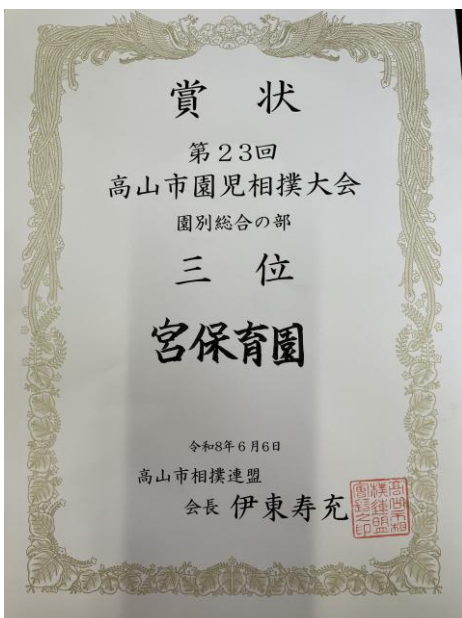 賞状
第23回
高山市園児相撲大会
園別総合の部
三位
宮保育園
令和8年6月6日
高山市相撲連盟
会長 伊東寿充